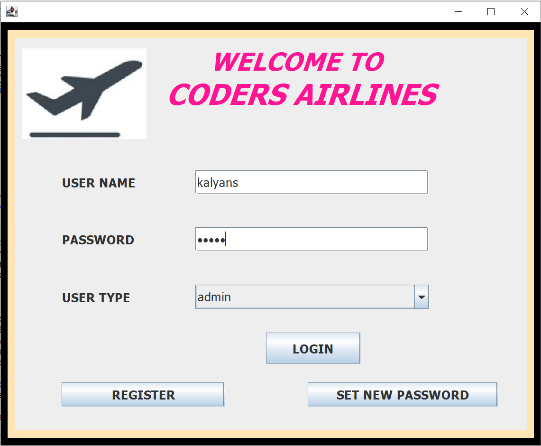 WELCOME TO
CODERS AIRLINES
USER NAME
kalyans
PASSWORD
•••••
USER TYPE
admin
LOGIN
REGISTER
SET NEW PASSWORD